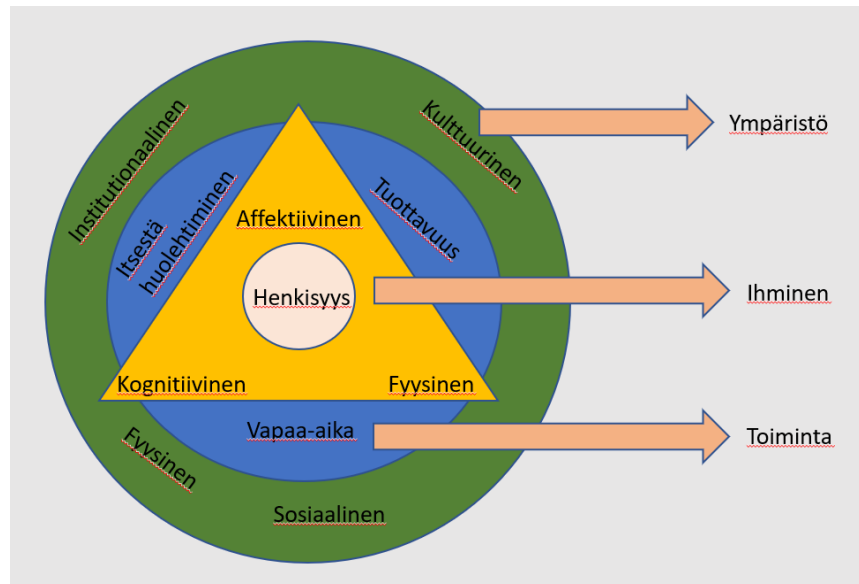 Institutionaalinen
Kulttuurinen
Ympäristö
Itsestä
huolehtiminen
Tuottavuus
Affektiivinen
Henkisyys
Ihminen
Kognitiivinen
Fyysinen
Vapaa-aika
Toiminta
Fyysinen
Sosiaalinen